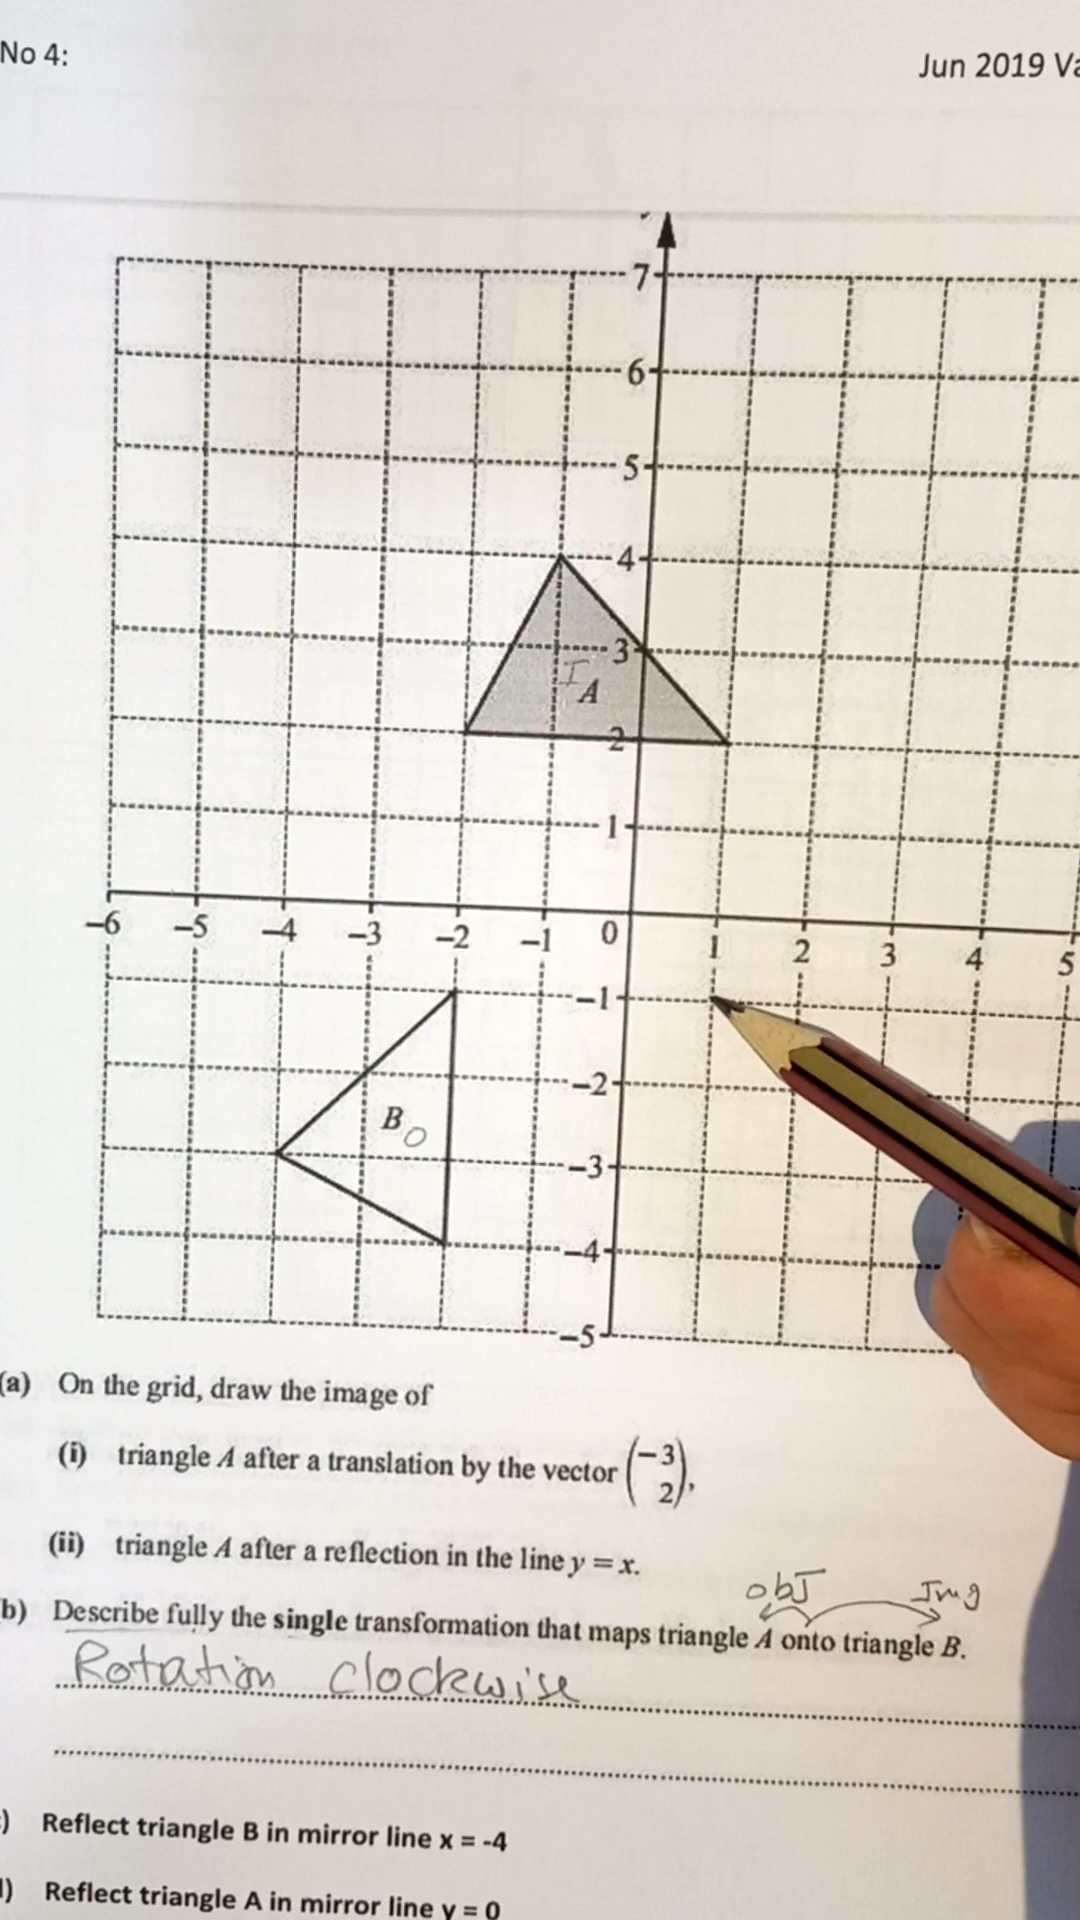 No 4:
Jun 2019 Va
7
6
5
4
3
I
A
2
1
-6 -5 -4 -3 -2 -1 0 1 2 3 4 5
-1
-2
B O
-3
-4
-5
(a) On the grid, draw the image of
(i) triangle A after a translation by the vector (-3
2),
(ii) triangle A after a reflection in the line y = x.
obJ Img
b) Describe fully the single transformation that maps triangle A onto triangle B.
Rotation clockwise
) Reflect triangle B in mirror line x = -4
) Reflect triangle A in mirror line y = 0